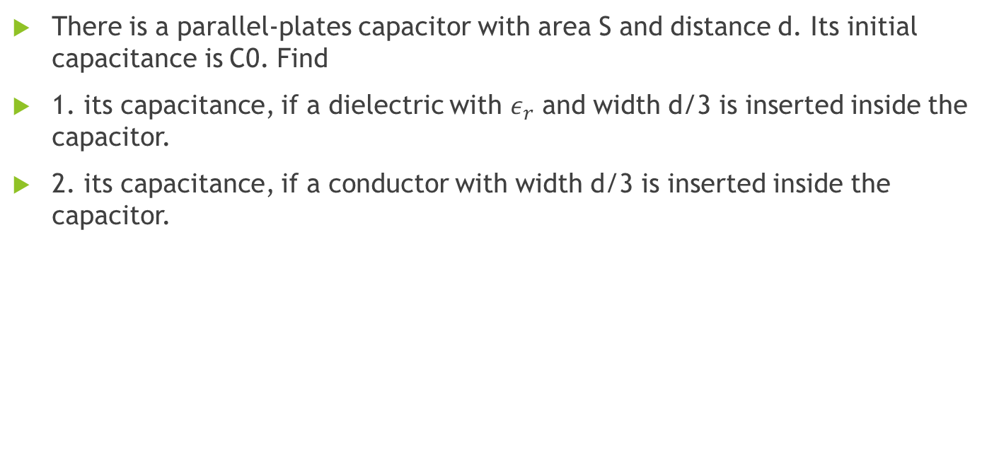 There is a parallel-plates capacitor with area S and distance d. Its initial
capacitance is C0. Find
1. its capacitance, if a dielectric with ϵᵣ and width d/3 is inserted inside the
capacitor.
2. its capacitance, if a conductor with width d/3 is inserted inside the
capacitor.